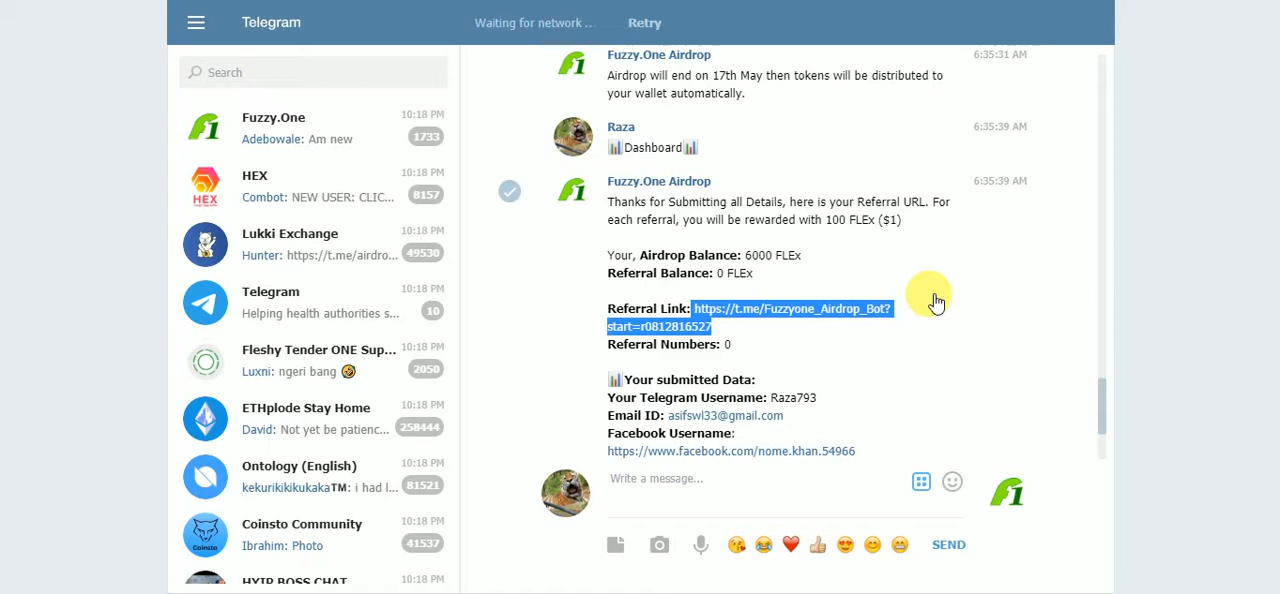 Telegram
Waiting for network ...
Retry
Search
Fuzzy.One
10:18 PM
Adebowale: Am new
1733
HEX
10:18 PM
HEX
Combot: NEW USER: CLIC...
8157
Lukki Exchange
10:18 PM
Hunter: https://t.me/airdro...
49530
Telegram
10:18 PM
Helping health authorities s...
10
Fleshy Tender ONE Sup...
10:18 PM
Luxni: ngeri bang 🤣
2050
ETHplode Stay Home
10:18 PM
David: Not yet be patienc...
258444
Ontology (English)
10:18 PM
kekurikikikukaka™️: i had l...
81521
Coinsto Community
10:18 PM
Coinsto
Ibrahim: Photo
41537
HYIP BOSS CHAT
10:18 PM
Fuzzy.One Airdrop
6:35:31 AM
Airdrop will end on 17th May then tokens will be distributed to
your wallet automatically.
Raza
6:35:39 AM
📊Dashboard📊
Fuzzy.One Airdrop
6:35:39 AM
Thanks for Submitting all Details, here is your Referral URL. For
each referral, you will be rewarded with 100 FLEx ($1)
Your, Airdrop Balance: 6000 FLEx
Referral Balance: 0 FLEx
Referral Link: https://t.me/Fuzzyone_Airdrop_Bot?
start=r0812816527
Referral Numbers: 0
📊Your submitted Data:
Your Telegram Username: Raza793
Email ID: asifswl33@gmail.com
Facebook Username:
https://www.facebook.com/nome.khan.54966
Write a message...
SEND